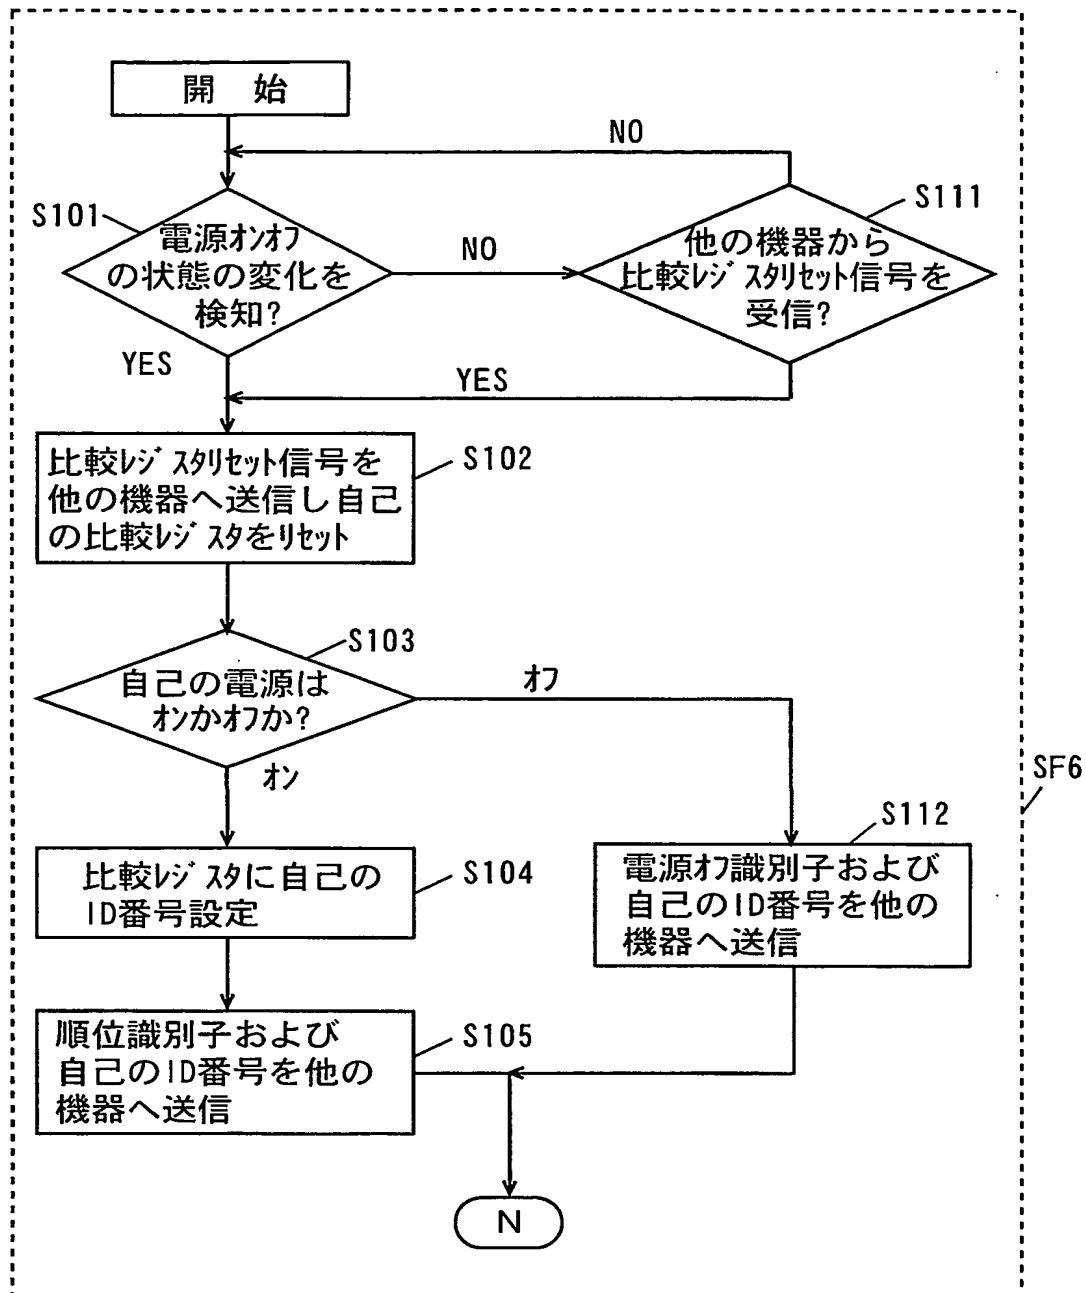 開　始
NO
S101
電源ｵﾝｵﾌ
の状態の変化を
検知?
NO
S111
他の機器から
比較ﾚｼﾞｽﾀﾘｾｯﾄ信号を
受信?
YES
YES
比較ﾚｼﾞｽﾀﾘｾｯﾄ信号を
他の機器へ送信し自己
の比較ﾚｼﾞｽﾀをﾘｾｯﾄ
S102
S103
自己の電源は
ｵﾝかｵﾌか?
ｵﾌ
ｵﾝ
SF6
比較ﾚｼﾞｽﾀに自己の
ID番号設定
S104
S112
電源ｵﾌ識別子および
自己のID番号を他の
機器へ送信
順位識別子および
自己のID番号を他の
機器へ送信
S105
N